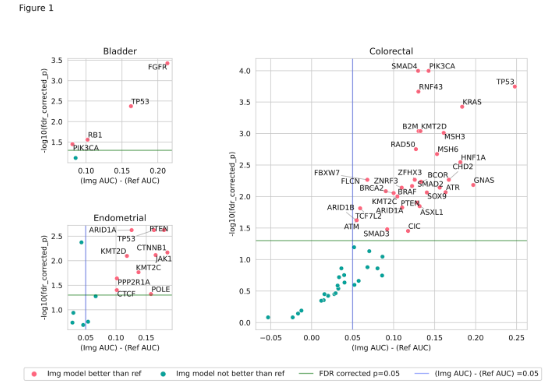 Figure 1
Bladder
3.5
3.0
2.5
2.0
1.5
-log10(fdr_corrected_p)
FGFR
TP53
RB1
PIK3CA
0.10 0.15 0.20
(Img AUC) - (Ref AUC)
Endometrial
2.5
2.0
1.5
1.0
-log10(fdr_corrected_p)
ARID1A
PTEN
TP53
CTNNB1
KMT2D
JAK1
KMT2C
PPP2R1A
CTCF
POLE
0.05 0.10 0.15
(Img AUC) - (Ref AUC)
Colorectal
4.0
3.5
3.0
2.5
2.0
1.5
1.0
0.5
0.0
-log10(fdr_corrected_p)
SMAD4 PIK3CA
TP53
RNF43
KRAS
B2M KMT2D
MSH3
RAD50
MSH6
HNF1A
CHD2
FBXW7
ZFHX3
BCOR
GNAS
FLCN
ZNRF3
SMAD2
ATR
BRCA2
BRAF
SOX9
KMT2C
PTEN
ARID1B
ARID1A
ASXL1
TCF7L2
ATM
SMAD3
CIC
−0.05 0.00 0.05 0.10 0.15 0.20 0.25
(Img AUC) - (Ref AUC)
Img model better than ref Img model not better than ref FDR corrected p=0.05 (Img AUC) - (Ref AUC) =0.05